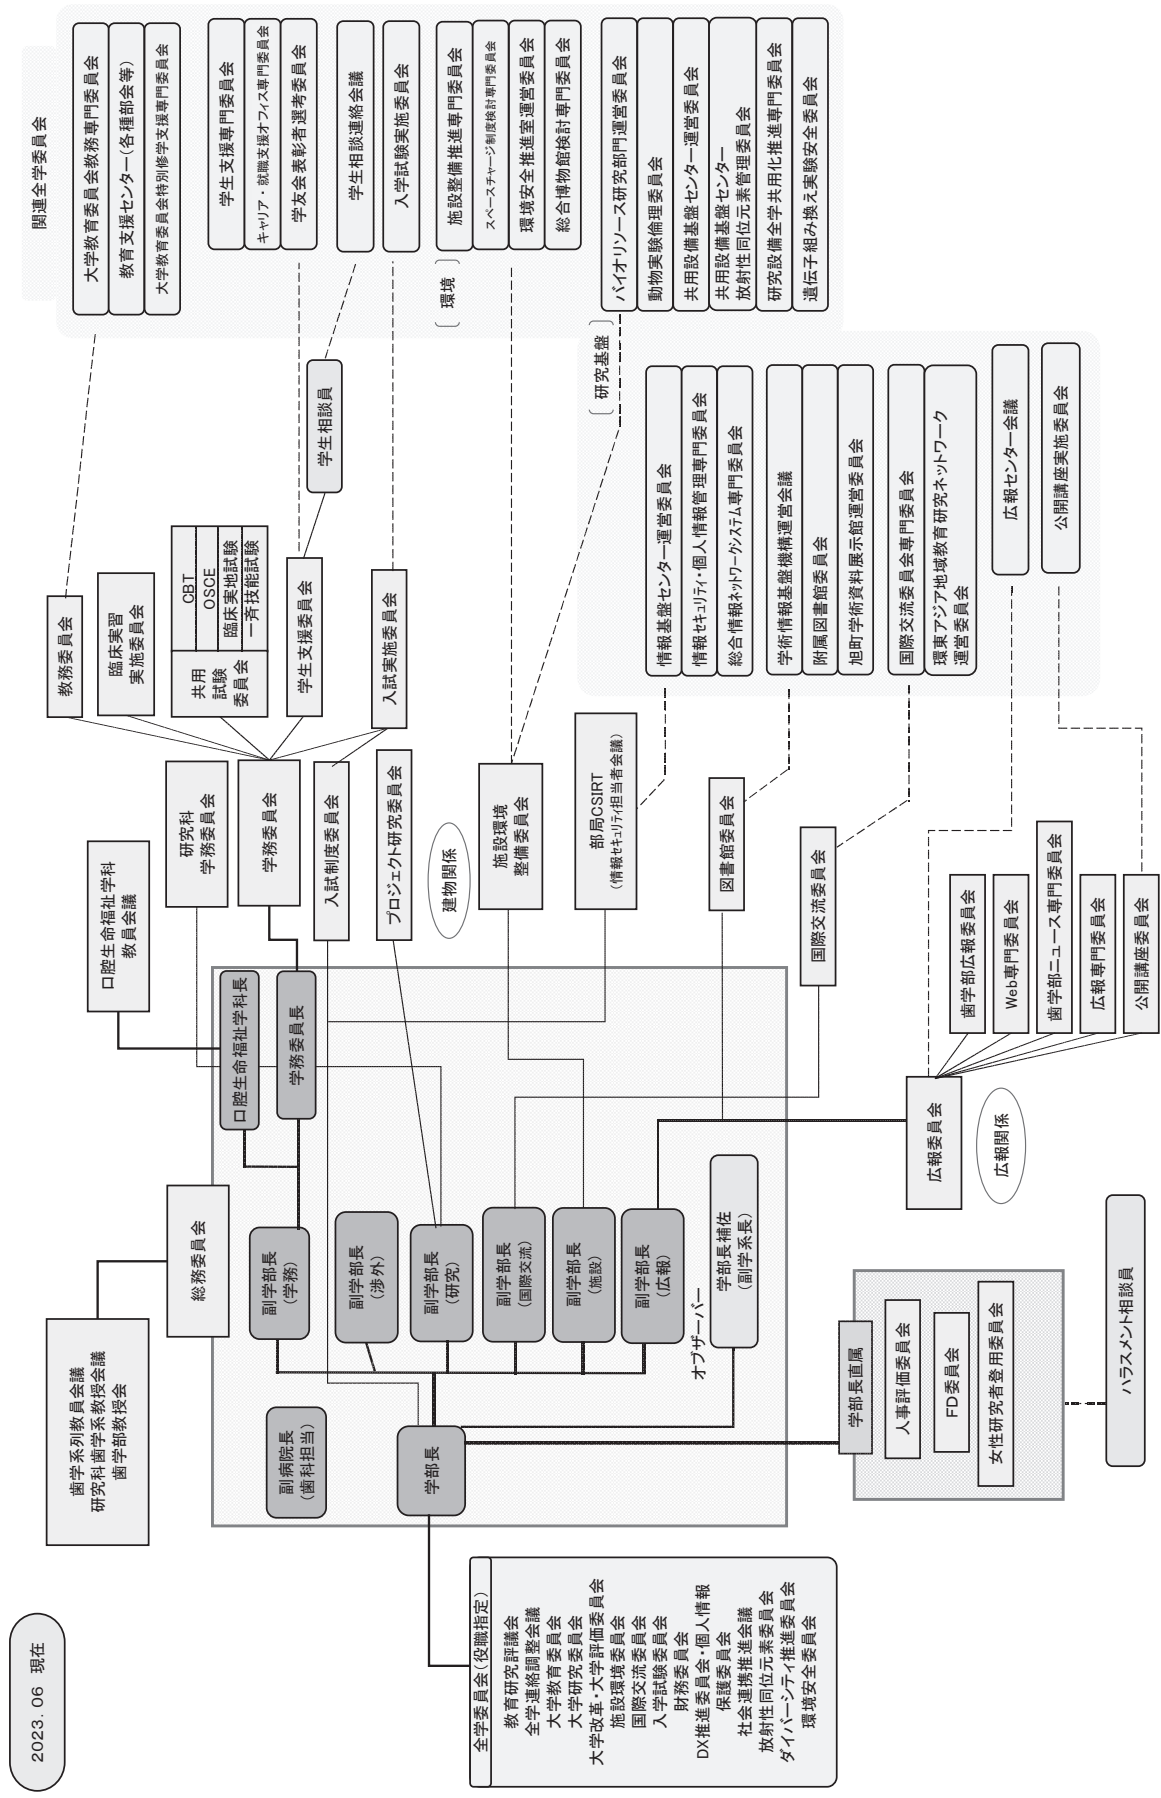 2023. 06 現在
歯学系列教員会議
研究科歯学系教授会議
歯学部教授会
総務委員会
口腔生命福祉学科
教員会議
研究科
学務委員会
学務委員会
入試制度委員会
プロジェクト研究委員会
建物関係
施設環境
整備委員会
部局CSIRT
（情報セキュリティ担当者会議）
図書館委員会
国際交流委員会
教務委員会
臨床実習
実施委員会
共用
試験
委員会
CBT
OSCE
臨床実地試験
一斉技能試験
学生支援委員会
入試実施委員会
学生相談員
関連全学委員会
大学教育委員会教務専門委員会
教育支援センター（各種部会等）
大学教育委員会特別修学支援専門委員会
学生支援専門委員会
キャリア・就職支援オフィス専門委員会
学友会表彰者選考委員会
学生相談連絡会議
入学試験実施委員会
環境
施設整備推進専門委員会
スペースチャージ制度検討専門委員会
環境安全推進室運営委員会
総合博物館検討専門委員会
研究基盤
バイオリソース研究部門運営委員会
動物実験倫理委員会
共用設備基盤センター運営委員会
共用設備基盤センター
放射性同位元素管理委員会
研究設備全学共用化推進専門委員会
遺伝子組み換え実験安全委員会
情報基盤センター運営委員会
情報セキュリティ・個人情報管理専門委員会
総合情報ネットワークシステム専門委員会
学術情報基盤機構運営会議
附属図書館委員会
旭町学術資料展示館運営委員会
国際交流委員会専門委員会
環東アジア地域教育研究ネットワーク
運営委員会
広報センター会議
公開講座実施委員会
口腔生命福祉学科長
学務委員長
副学部長
（学務）
副学部長
（渉外）
副学部長
（研究）
副学部長
（国際交流）
副学部長
（施設）
副学部長
（広報）
オブザーバー
学部長補佐
（副学系長）
副病院長
（歯科担当）
学部長
広報委員会
広報関係
歯学部広報委員会
Web専門委員会
歯学部ニュース専門委員会
広報専門委員会
公開講座委員会
学部長直属
人事評価委員会
FD委員会
女性研究者登用委員会
ハラスメント相談員
全学委員会（役職指定）
教育研究評議会
全学連絡調整会議
大学教育委員会
大学研究委員会
大学改革・大学評価委員会
施設環境委員会
国際交流委員会
入学試験委員会
財務委員会
DX推進委員会・個人情報
保護委員会
社会連携推進会議
放射性同位元素委員会
ダイバーシティ推進委員会
環境安全委員会